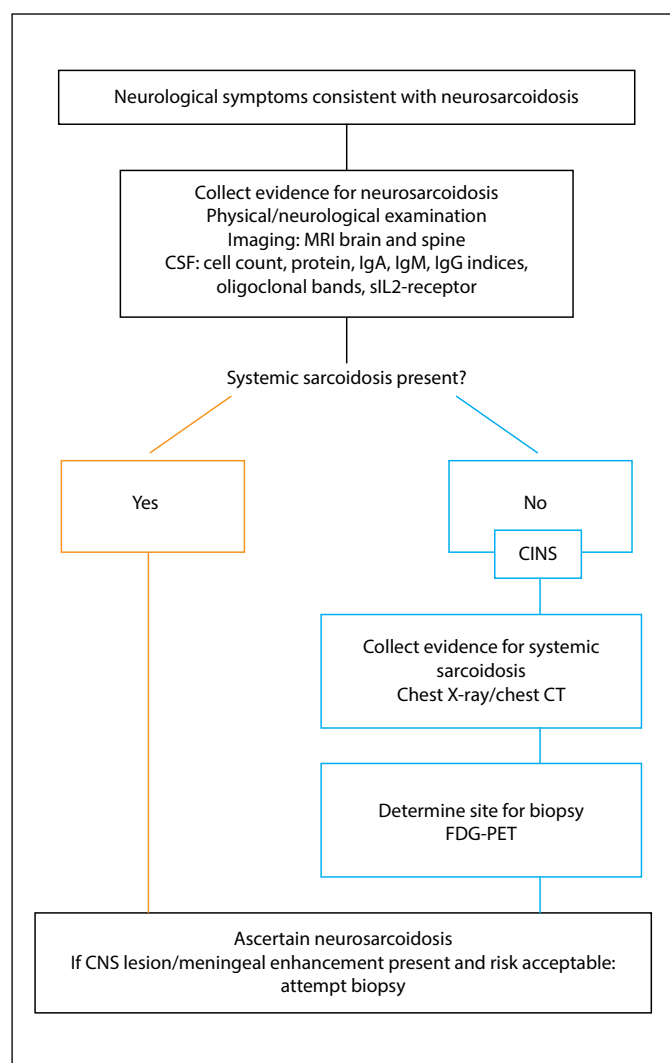 Neurological symptoms consistent with neurosarcoidosis
Collect evidence for neurosarcoidosis
Physical/neurological examination
Imaging: MRI brain and spine
CSF: cell count, protein, IgA, IgM, IgG indices,
oligoclonal bands, sIL2-receptor
Systemic sarcoidosis present?
Yes
No
CINS
Collect evidence for systemic
sarcoidosis
Chest X-ray/chest CT
Determine site for biopsy
FDG-PET
Ascertain neurosarcoidosis
If CNS lesion/meningeal enhancement present and risk acceptable:
attempt biopsy